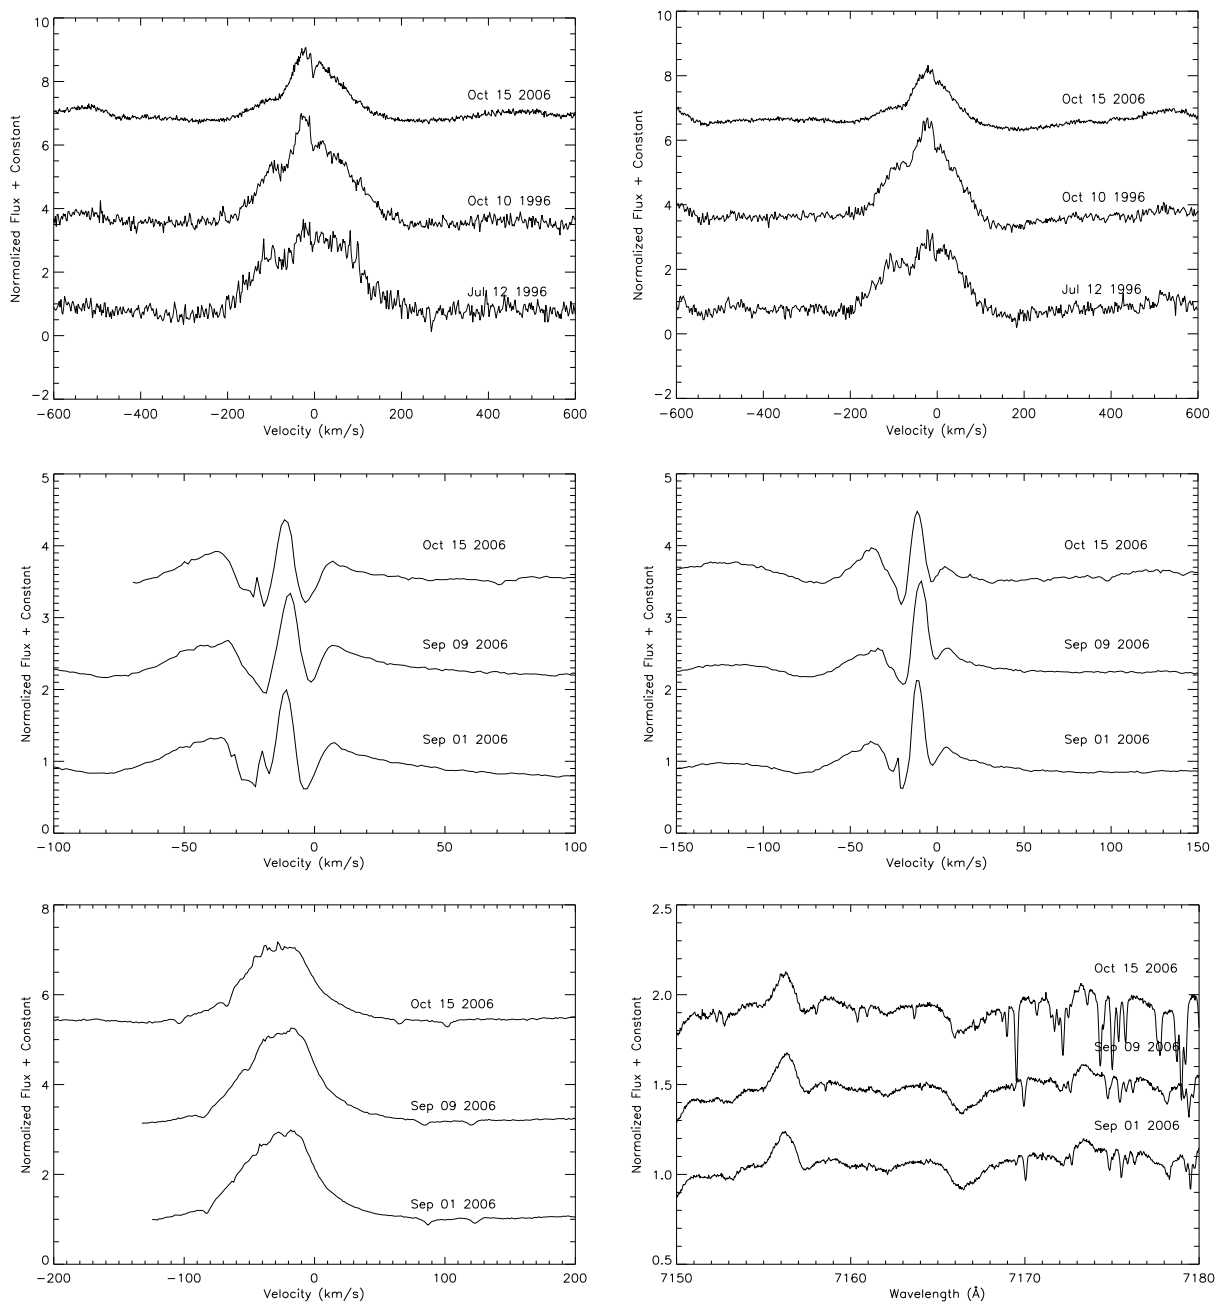 10
8
6
4
2
0
−2
Normalized Flux + Constant
Oct 15 2006
Oct 10 1996
Jul 12 1996
−600 −400 −200 0 200 400 600
Velocity (km/s)
10
8
6
4
2
0
−2
Normalized Flux + Constant
Oct 15 2006
Oct 10 1996
Jul 12 1996
−600 −400 −200 0 200 400 600
Velocity (km/s)
5
4
3
2
1
0
Normalized Flux + Constant
Oct 15 2006
Sep 09 2006
Sep 01 2006
−100 −50 0 50 100
Velocity (km/s)
5
4
3
2
1
0
Normalized Flux + Constant
Oct 15 2006
Sep 09 2006
Sep 01 2006
−150 −100 −50 0 50 100 150
Velocity (km/s)
8
6
4
2
0
Normalized Flux + Constant
Oct 15 2006
Sep 09 2006
Sep 01 2006
−200 −100 0 100 200
Velocity (km/s)
2.5
2.0
1.5
1.0
0.5
Normalized Flux + Constant
Oct 15 2006
Sep 09 2006
Sep 01 2006
7150 7160 7170 7180
Wavelength (Å)